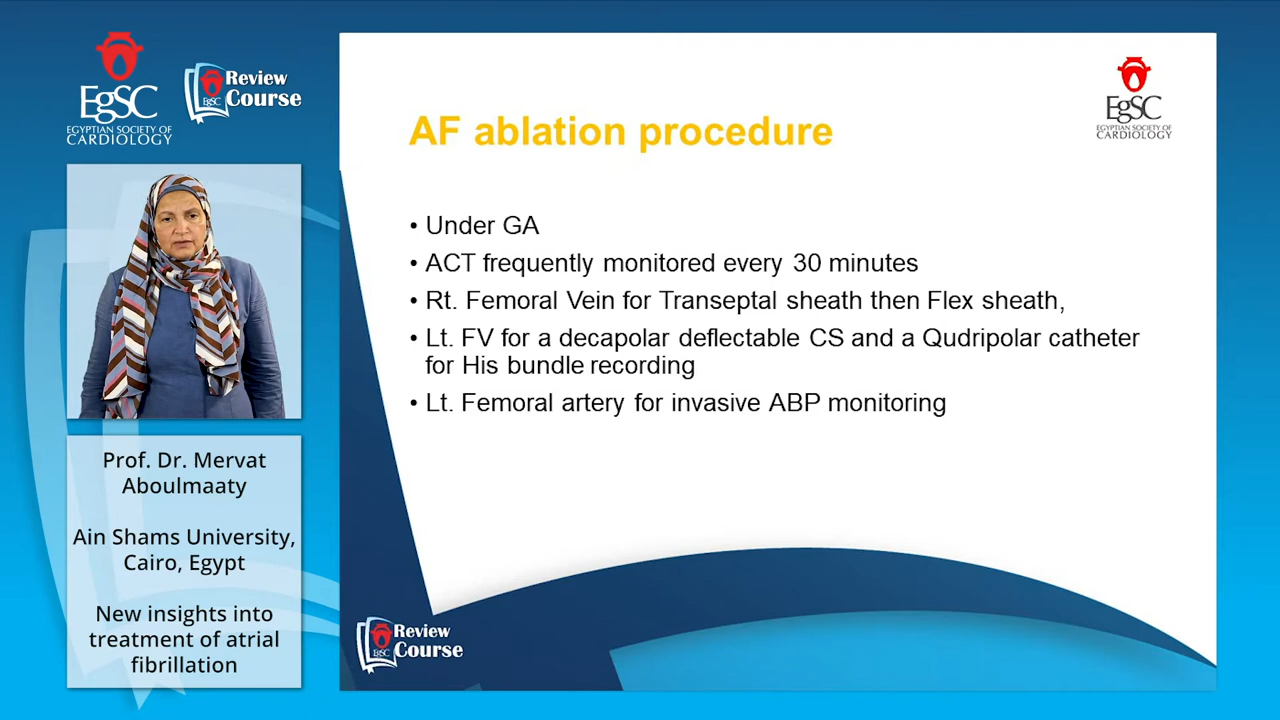 EgSC
EGYPTIAN SOCIETY OF
CARDIOLOGY
Review
Course
EgSC
Prof. Dr. Mervat
Aboulmaaty
Ain Shams University,
Cairo, Egypt
New insights into
treatment of atrial
fibrillation
EgSC
EGYPTIAN SOCIETY OF
CARDIOLOGY
AF ablation procedure
• Under GA
• ACT frequently monitored every 30 minutes
• Rt. Femoral Vein for Transeptal sheath then Flex sheath,
• Lt. FV for a decapolar deflectable CS and a Qudripolar catheter
for His bundle recording
• Lt. Femoral artery for invasive ABP monitoring
Review
Course
EgSC